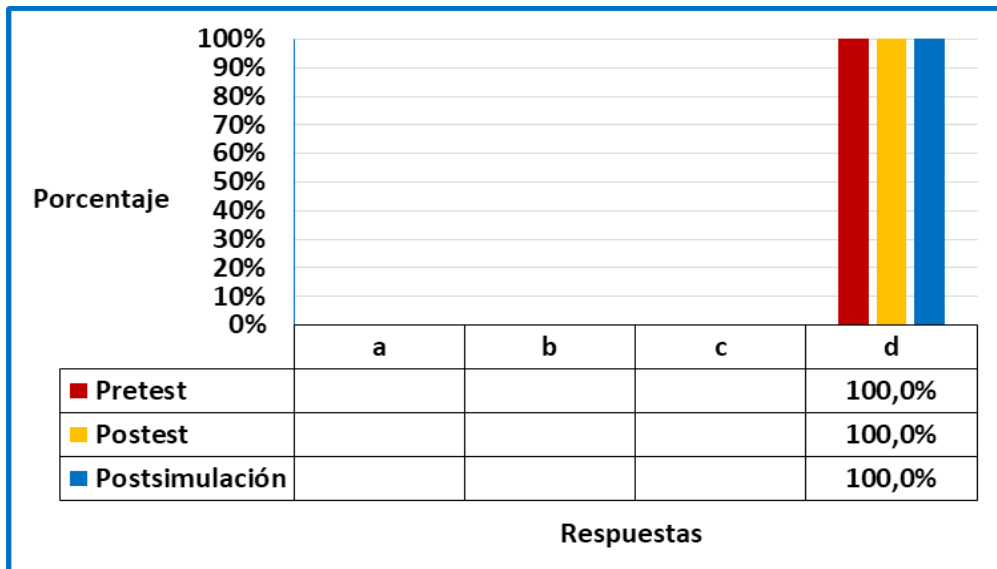 100%
90%
80%
70%
60%
50%
40%
30%
20%
10%
0%
Porcentaje
a b c d
Pretest 100,0%
Postest 100,0%
Postsimulación 100,0%
Respuestas